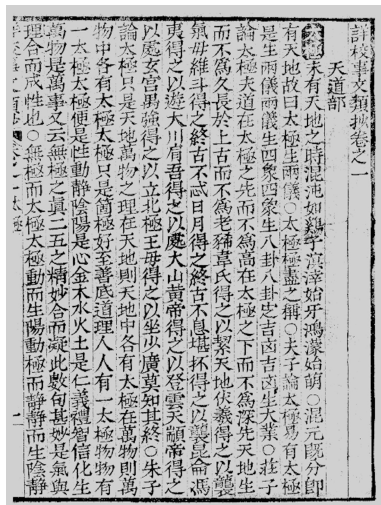 校事文類抄卷之一
天道部
太極 未有天地之時混沌如鷄子溟涬始牙鴻濛始萌○混元旣分卽
有天地故曰太極生兩儀○太極極盡之稱○夫子論太極易有太極
是生兩儀兩儀生四象四象生八卦八卦定吉凶吉凶生大業○莊子
論太極夫道在太極之先而不爲高在太極之下而不爲深先天地生
而不爲久長於上古而不爲老豨韋氏得之以挈天地伏羲得之以襲
氣母維斗得之終古不忒日月得之終古不息堪杯得之以襲崑崙馮
夷得之以遊大川肩吾得之以處大山黃帝得之以登雲天顓帝得之
以處玄宮禺強得之以立北極王母得之以坐少廣莫知其終○朱子
論太極只是天地萬物之理在天地則天地中各有太極在萬物則萬
物中各有太極太極只是箇極好至善底道理人人有一太極物物有
一太極太極便是性動靜陰陽是心金木水火土是仁義禮智信化生
萬物是萬事又云無極之眞二五之精妙合而凝此數句甚妙是氣與
理合而成性也○無極而太極太極動而生陽動極而靜靜而生陰靜